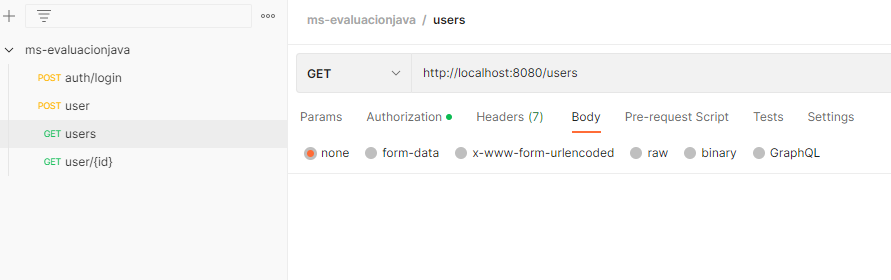 ms-evaluacionjava
POST auth/login
POST user
GET users
GET user/{id}
ms-evaluacionjava / users
GET http://localhost:8080/users
Params Authorization Headers (7) Body Pre-request Script Tests Settings
none form-data x-www-form-urlencoded raw binary GraphQL